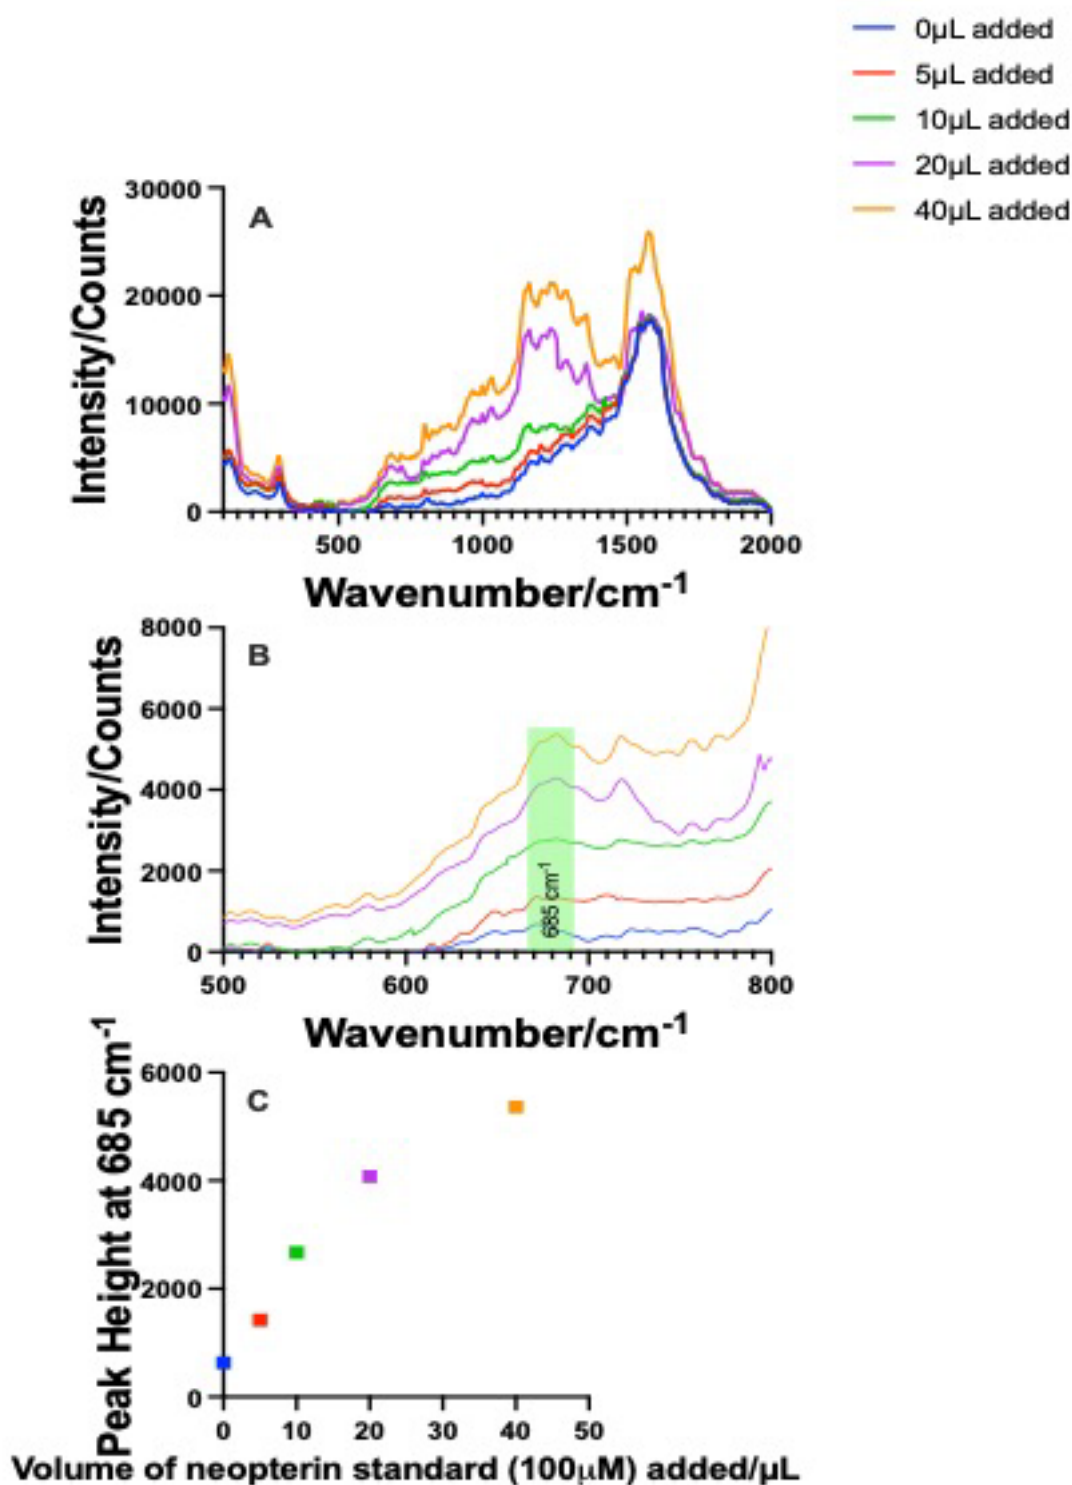 0µL added
5µL added
10µL added
20µL added
40µL added
A
Intensity/Counts
30000
20000
10000
0
500 1000 1500 2000
Wavenumber/cm-1
B
Intensity/Counts
8000
6000
4000
2000
0
685 cm-1
500 600 700 800
Wavenumber/cm-1
C
Peak Height at 685 cm-1
6000
4000
2000
0
0 10 20 30 40 50
Volume of neopterin standard (100µM) added/µL